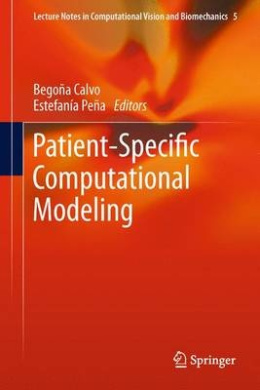 Lecture Notes in Computational Vision and Biomechanics 5
Begoña Calvo
Estefanía Peña Editors
Patient-Specific
Computational
Modeling
Springer